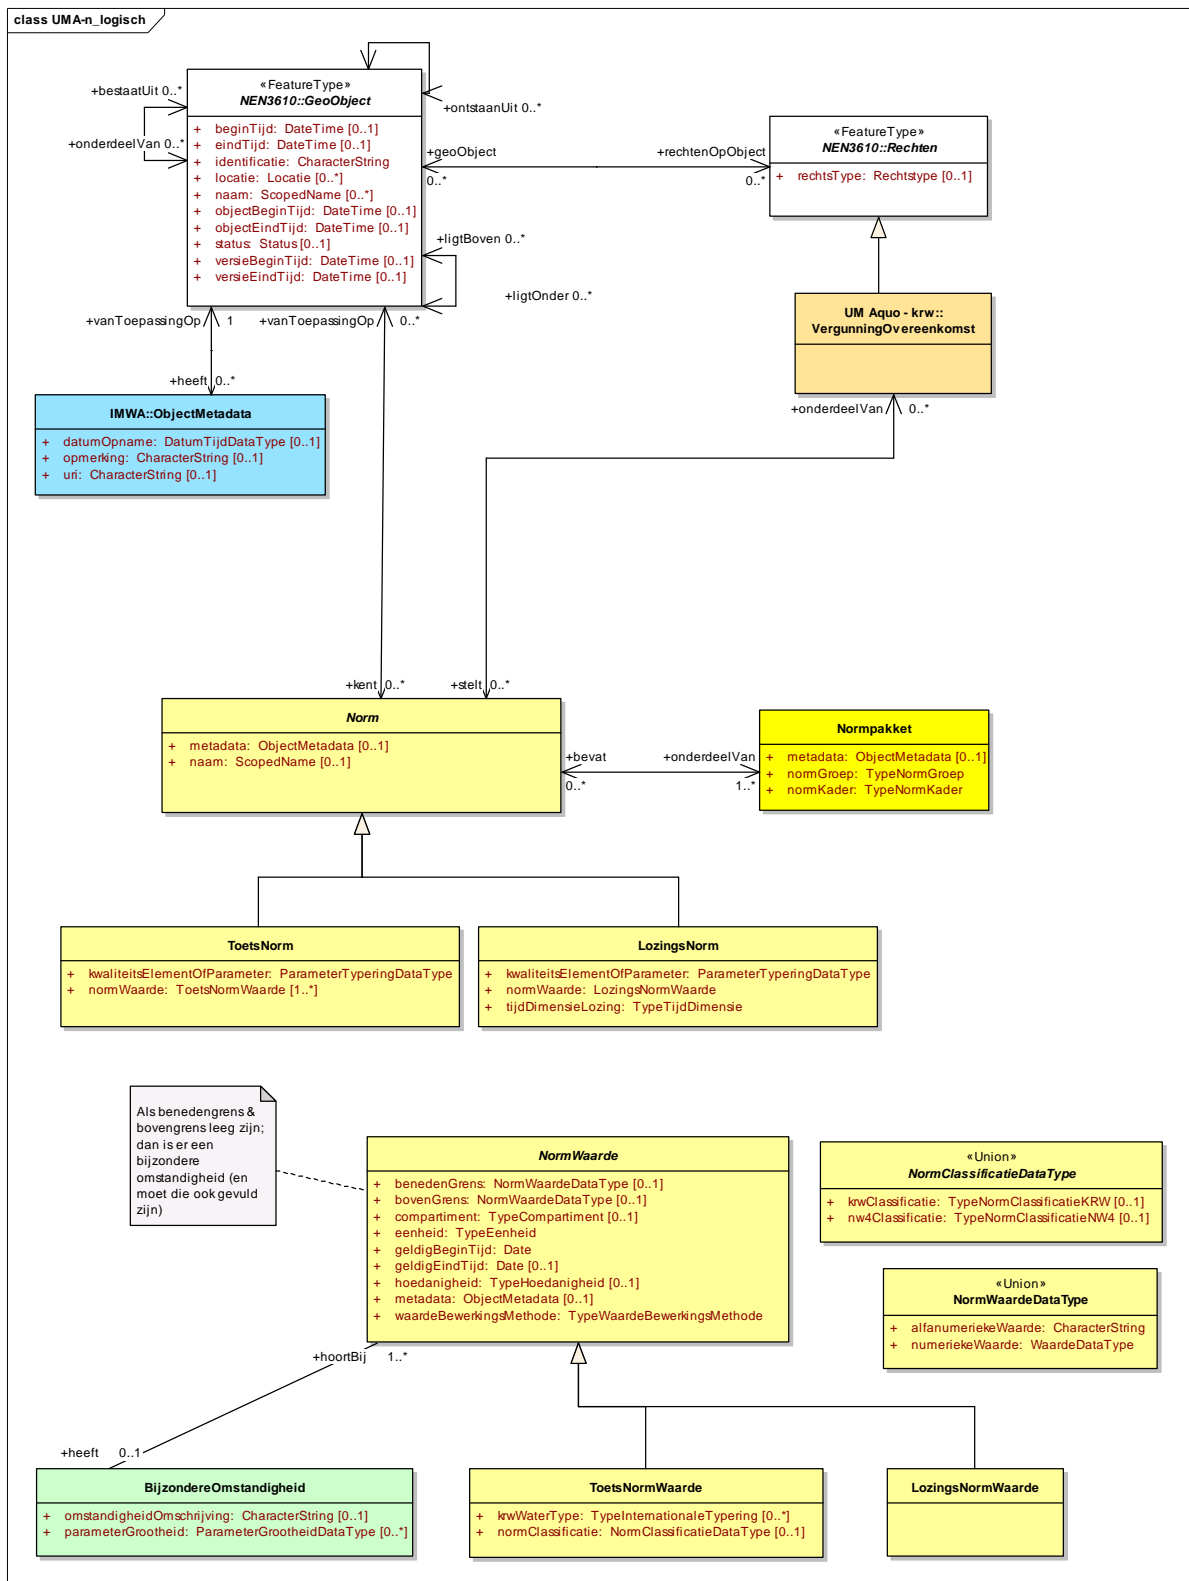 class UMA-n_logisch
+bestaatUit 0..*
+onderdeelVan 0..*
«FeatureType»
NEN3610::GeoObject
+ beginTijd: DateTime [0..1]
+ eindTijd: DateTime [0..1]
+ identificatie: CharacterString
+ locatie: Locatie [0..*]
+ naam: ScopedName [0..*]
+ objectBeginTijd: DateTime [0..1]
+ objectEindTijd: DateTime [0..1]
+ status: Status [0..1]
+ versieBeginTijd: DateTime [0..1]
+ versieEindTijd: DateTime [0..1]
+ontstaanUit 0..*
+geoObject
0..*
+rechtenOpObject
0..*
«FeatureType»
NEN3610::Rechten
+ rechtsType: Rechtstype [0..1]
+ligtBoven 0..*
+ligtOnder 0..*
+vanToepassingOp 1
+vanToepassingOp 0..*
UM Aquo - krw::
VergunningOvereenkomst
+heeft 0..*
+onderdeelVan 0..*
IMWA::ObjectMetadata
+ datumOpname: DatumTijdDataType [0..1]
+ opmerking: CharacterString [0..1]
+ uri: CharacterString [0..1]
+kent 0..*
+stelt 0..*
Norm
+ metadata: ObjectMetadata [0..1]
+ naam: ScopedName [0..1]
+bevat
0..*
+onderdeelVan
1..*
Normpakket
+ metadata: ObjectMetadata [0..1]
+ normGroep: TypeNormGroep
+ normKader: TypeNormKader
ToetsNorm
+ kwaliteitsElementOfParameter: ParameterTyperingDataType
+ normWaarde: ToetsNormWaarde [1..*]
LozingsNorm
+ kwaliteitsElementOfParameter: ParameterTyperingDataType
+ normWaarde: LozingsNormWaarde
+ tijdDimensieLozing: TypeTijdDimensie
Als benedengrens &
bovengrens leeg zijn;
dan is er een
bijzondere
omstandigheid (en
moet die ook gevuld
zijn)
NormWaarde
+ benedenGrens: NormWaardeDataType [0..1]
+ bovenGrens: NormWaardeDataType [0..1]
+ compartiment: TypeCompartiment [0..1]
+ eenheid: TypeEenheid
+ geldigBeginTijd: Date
+ geldigEindTijd: Date [0..1]
+ hoedanigheid: TypeHoedanigheid [0..1]
+ metadata: ObjectMetadata [0..1]
+ waardeBewerkingsMethode: TypeWaardeBewerkingsMethode
«Union»
NormClassificatieDataType
+ krwClassificatie: TypeNormClassificatieKRW [0..1]
+ nw4Classificatie: TypeNormClassificatieNW4 [0..1]
«Union»
NormWaardeDataType
+ alfanumeriekeWaarde: CharacterString
+ numeriekeWaarde: WaardeDataType
+hoortBij 1..*
+heeft 0..1
BijzondereOmstandigheid
+ omstandigheidOmschrijving: CharacterString [0..1]
+ parameterGrootheid: ParameterGrootheidDataType [0..*]
ToetsNormWaarde
+ krwWaterType: TypeInternationaleTypering [0..*]
+ normClassificatie: NormClassificatieDataType [0..1]
LozingsNormWaarde